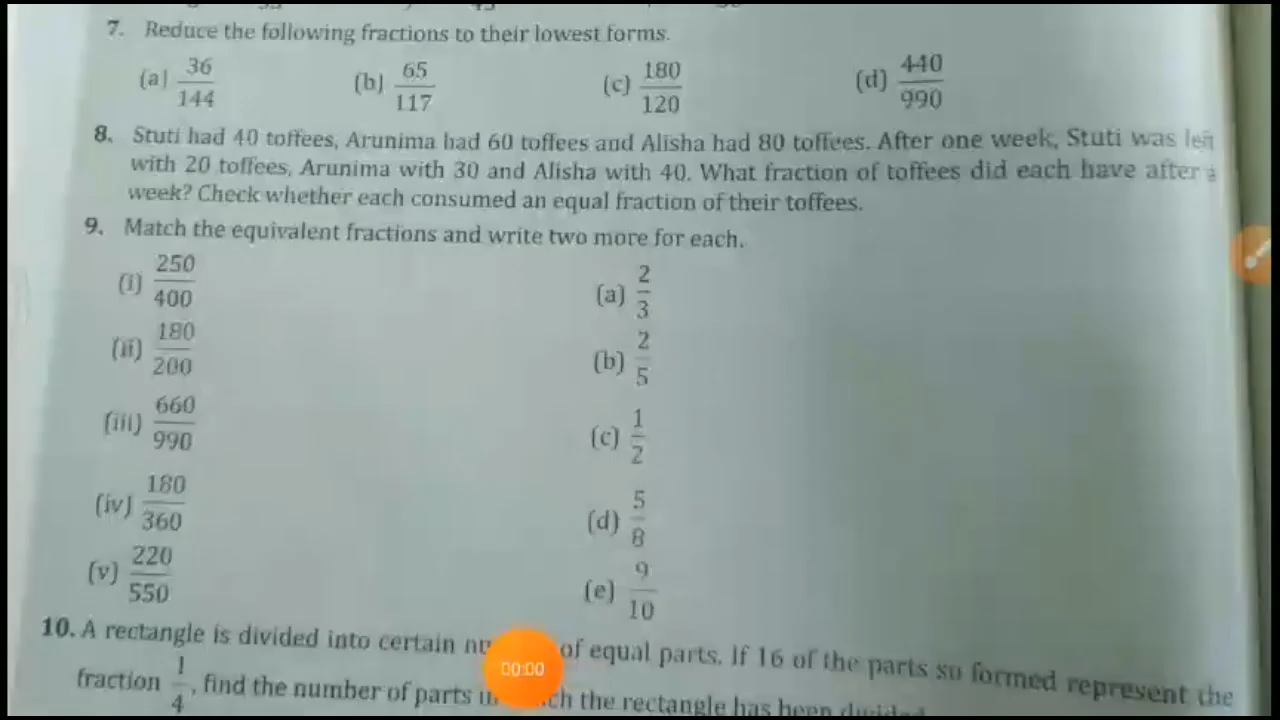 7. Reduce the following fractions to their lowest forms.
(a) 36/144 (b) 65/117 (c) 180/120 (d) 440/990
8. Stuti had 40 toffees, Arunima had 60 toffees and Alisha had 80 toffees. After one week, Stuti was left
with 20 toffees, Arunima with 30 and Alisha with 40. What fraction of toffees did each have after a
week? Check whether each consumed an equal fraction of their toffees.
9. Match the equivalent fractions and write two more for each.
(i) 250/400 (a) 2/3
(ii) 180/200 (b) 2/5
(iii) 660/990 (c) 1/2
(iv) 180/360 (d) 5/8
(v) 220/550 (e) 9/10
10. A rectangle is divided into certain of equal parts. If 16 of the parts so formed represent the
fraction 1/4, find the number of parts the rectangle has been divided
00:00